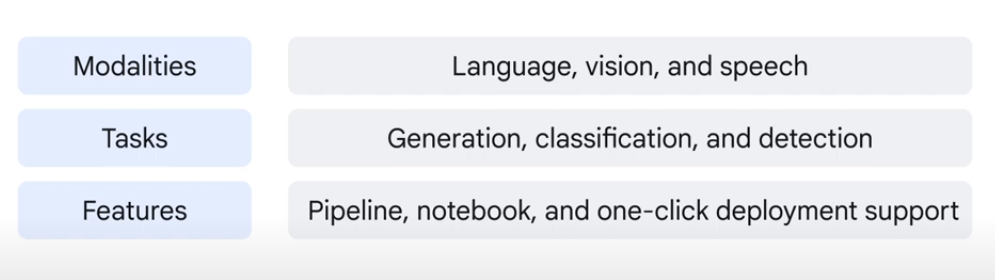 Modalities
Language, vision, and speech
Tasks
Generation, classification, and detection
Features
Pipeline, notebook, and one-click deployment support